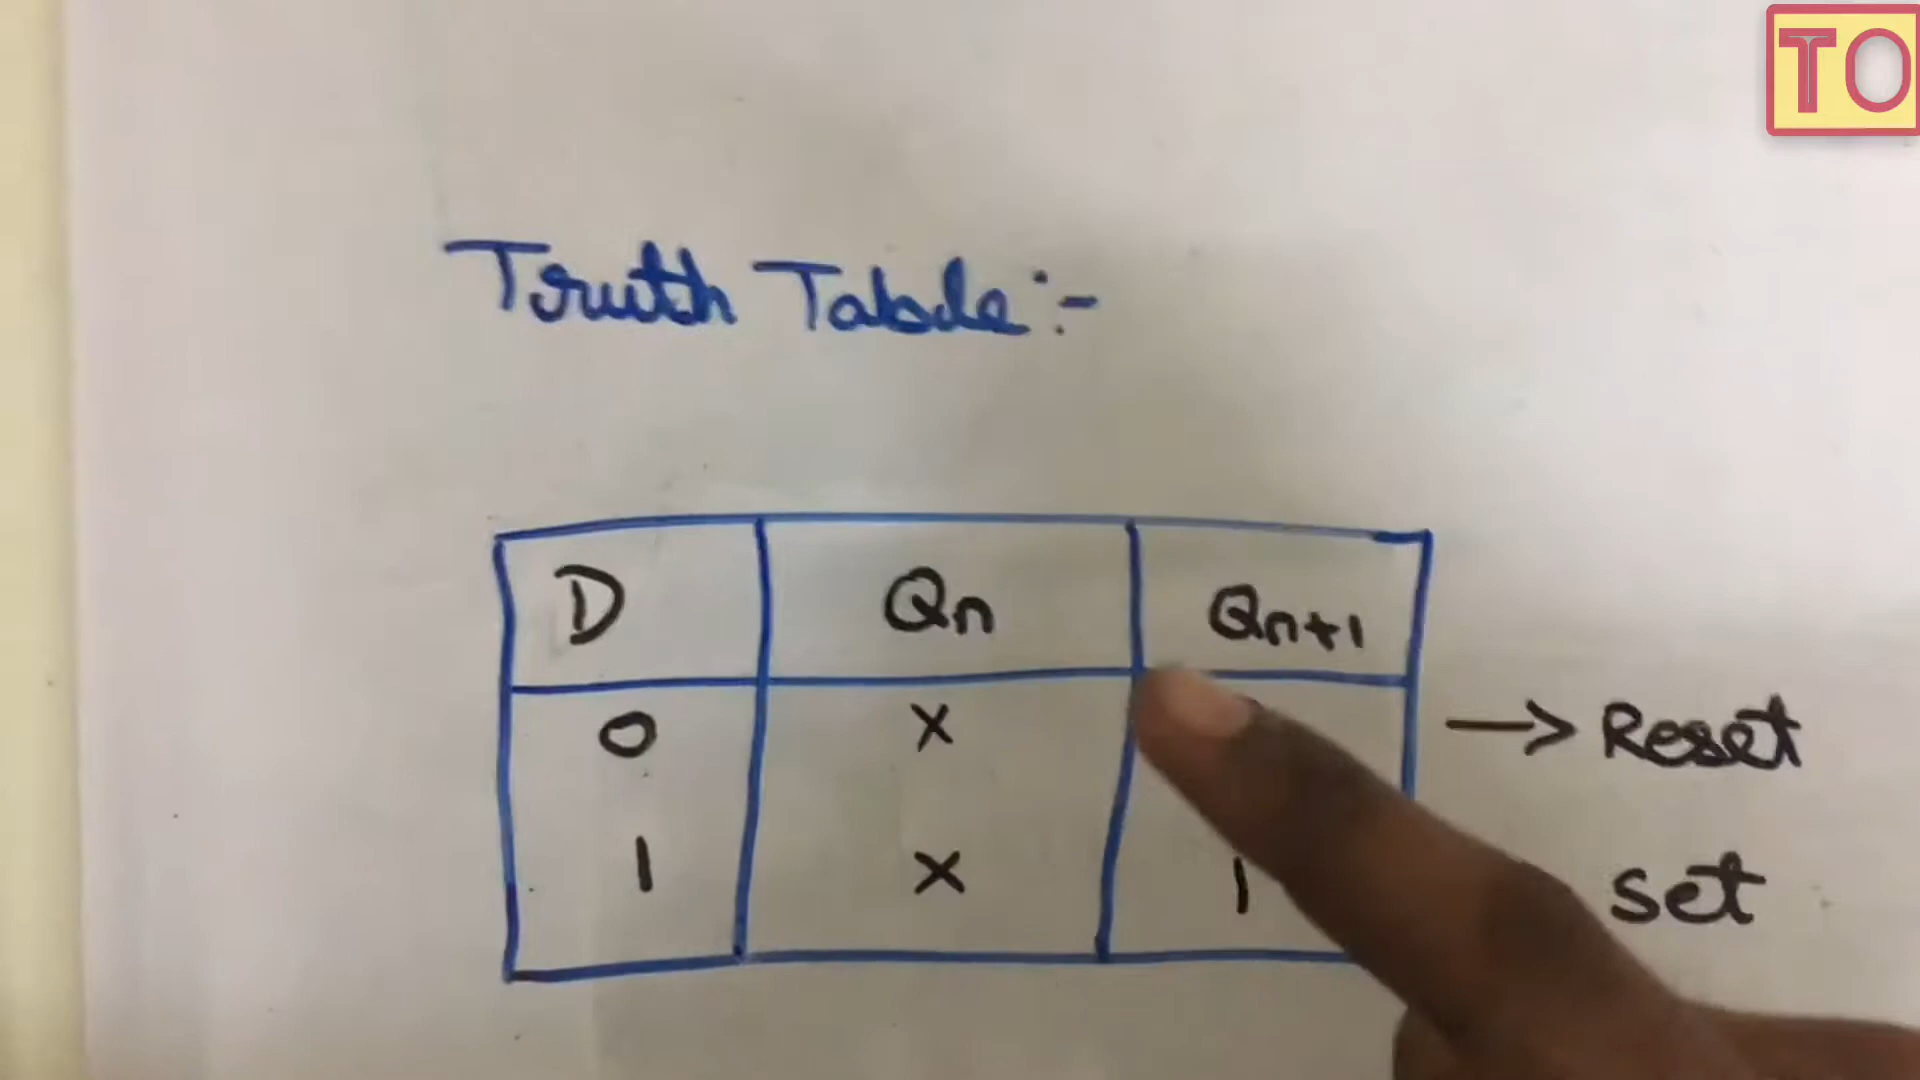 TO
Truth Table:-
D Qn Qn+1
0 X → Reset
1 X 1 set